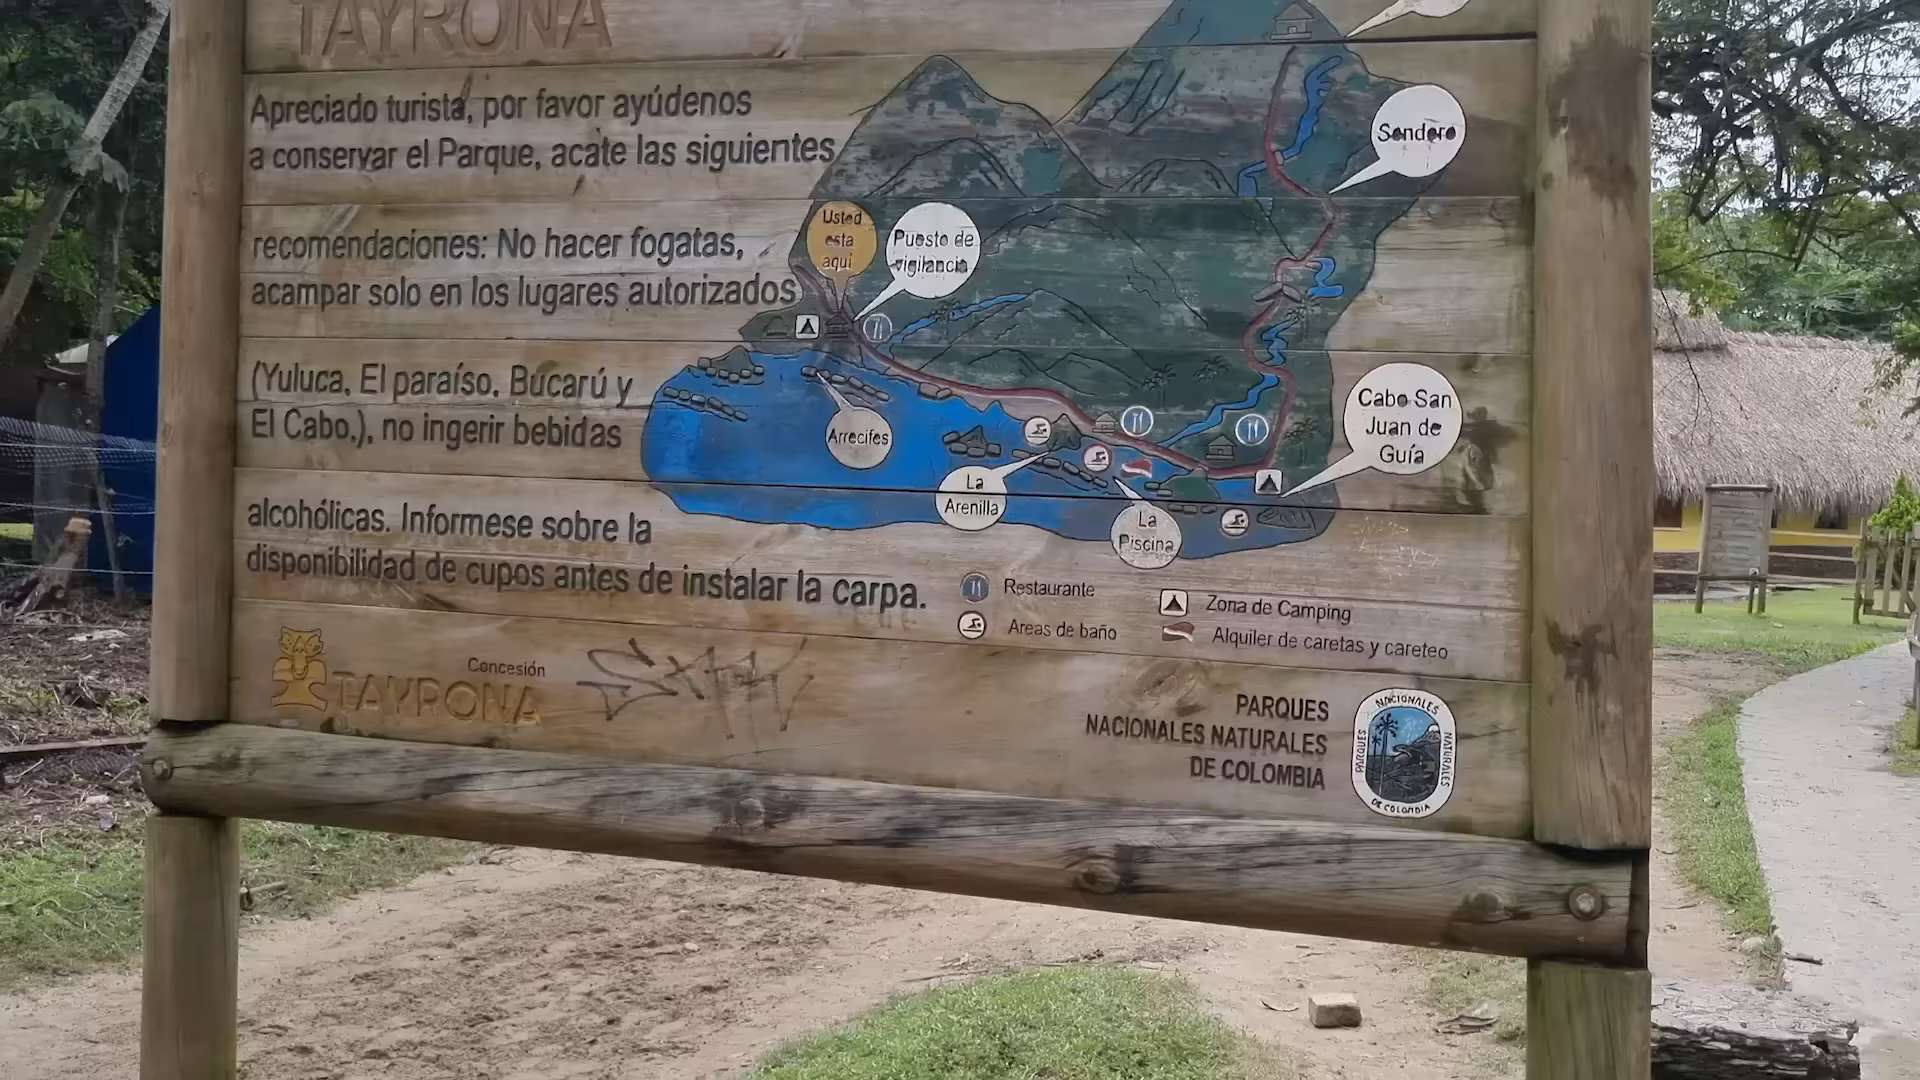 TAYRONA
Apreciado turista, por favor ayúdenos
a conservar el Parque, acate las siguientes
recomendaciones: No hacer fogatas,
acampar solo en los lugares autorizados
(Yuluca, El paraíso. Bucarú y
El Cabo.), no ingerir bebidas
alcohólicas. Informese sobre la
disponibilidad de cupos antes de instalar la carpa.
Sendero
Usted
esta
aqui
Puesto de
vigilancia
Cabo San
Juan de
Guía
Arrecifes
La
Arenilla
La
Piscina
Restaurante
Zona de Camping
Areas de baño
Alquiler de caretas y careteo
Concesión
TAYRONA
PARQUES
NACIONALES NATURALES
DE COLOMBIA
PARQUES
NACIONALES
NATURALES
DE COLOMBIA